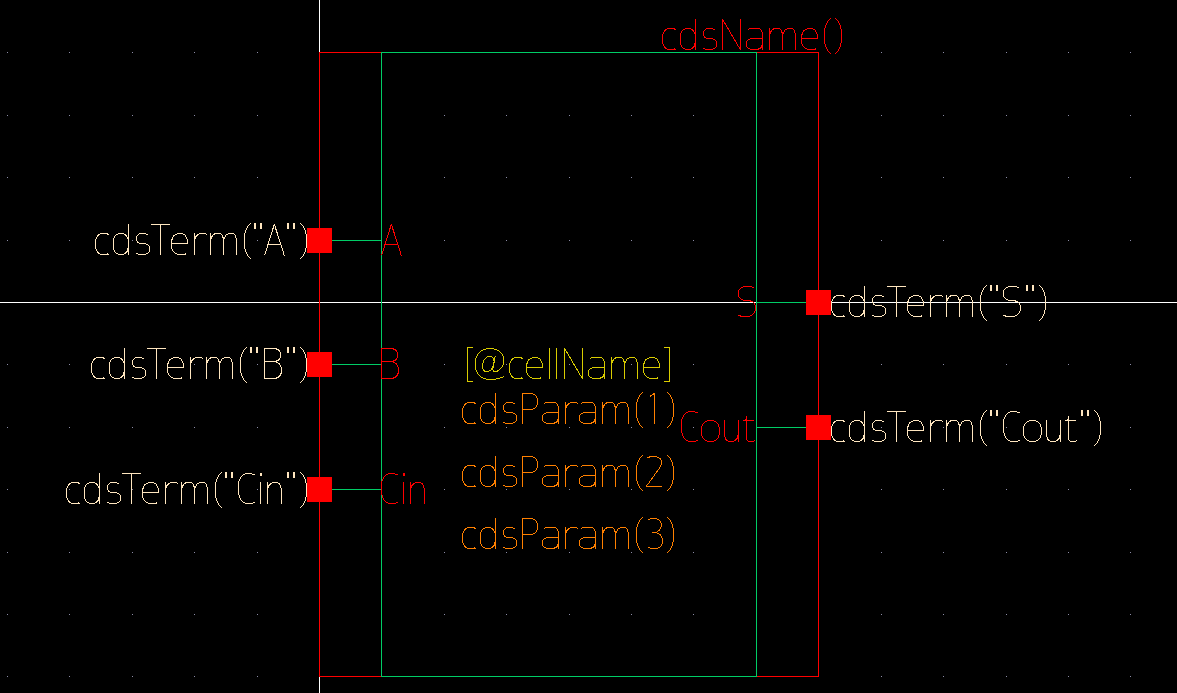 cdsName()
cdsTerm("A") A
S cdsTerm("S")
cdsTerm("B") B [@cellName]
cdsParam(1)
Cout cdsTerm("Cout")
cdsParam(2)
cdsTerm("Cin") Cin
cdsParam(3)